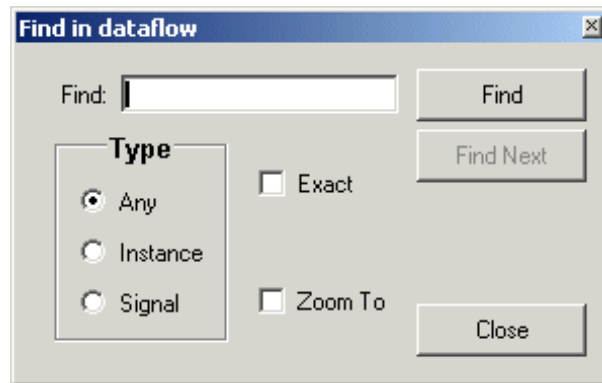 Find in dataflow
Find:
Find
Type
Find Next
Any
Exact
Instance
Signal
Zoom To
Close